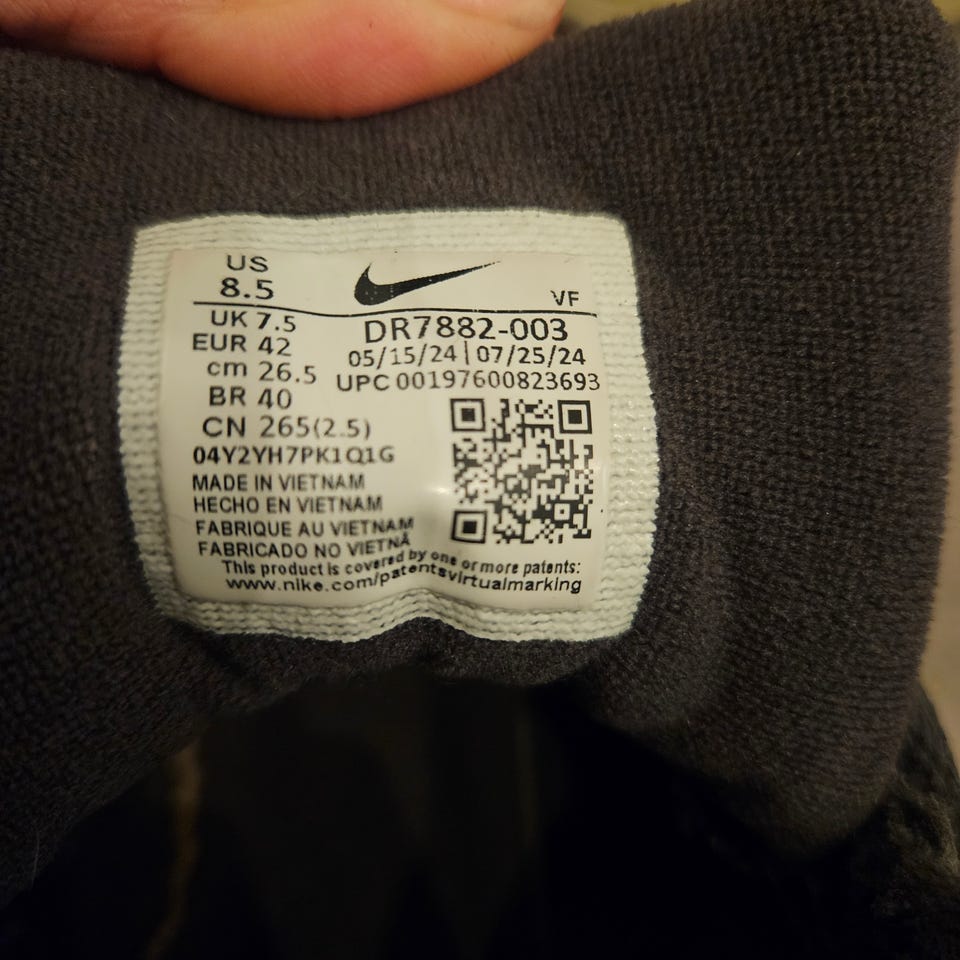 US
8.5
VF
UK 7.5
EUR 42
cm 26.5
BR 40
CN 265(2.5)
DR7882-003
05/15/24|07/25/24
UPC 00197600823693
04Y2YH7PK1Q1G
MADE IN VIETNAM
HECHO EN VIETNAM
FABRIQUE AU VIETNAM
FABRICADO NO VIETNÃ
This product is covered by one or more patents:
www.nike.com/patentsvirtualmarking